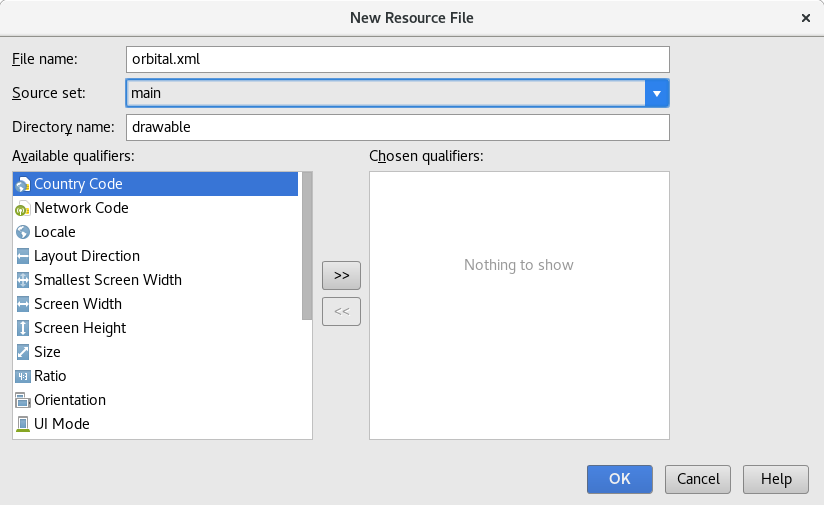 New Resource File
×
File name: orbital.xml
Source set: main
Directory name: drawable
Available qualifiers:
Chosen qualifiers:
Country Code
Network Code
Locale
Layout Direction
Smallest Screen Width
Screen Width
Screen Height
Size
4:3 Ratio
Orientation
UI Mode
>>
<<
Nothing to show
OK
Cancel
Help